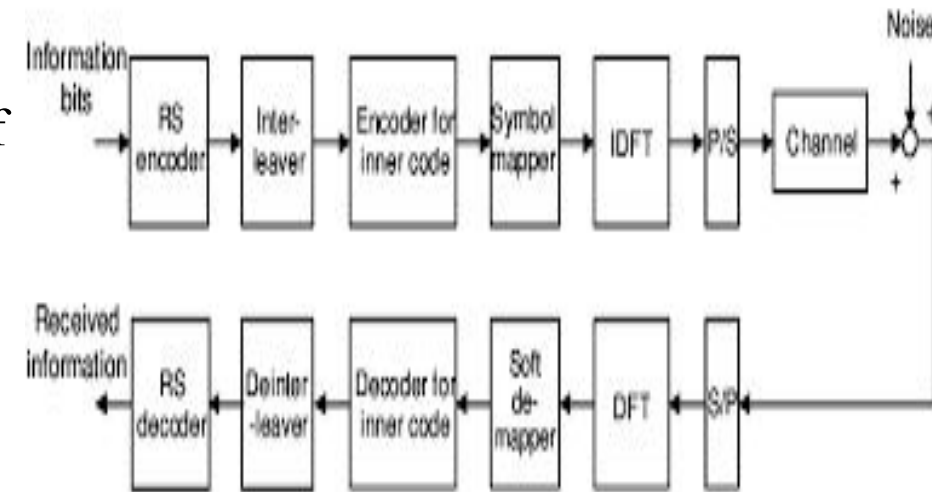 Noise
Information
bits
f
RS
encoder
Inter-
leaver
Encoder for
inner code
Symbol
mapper
IDFT
P/S
Channel
+
+
Received
information
RS
decoder
Deinter
-leaver
Decoder for
inner code
Soft
de-
mapper
DFT
S/P